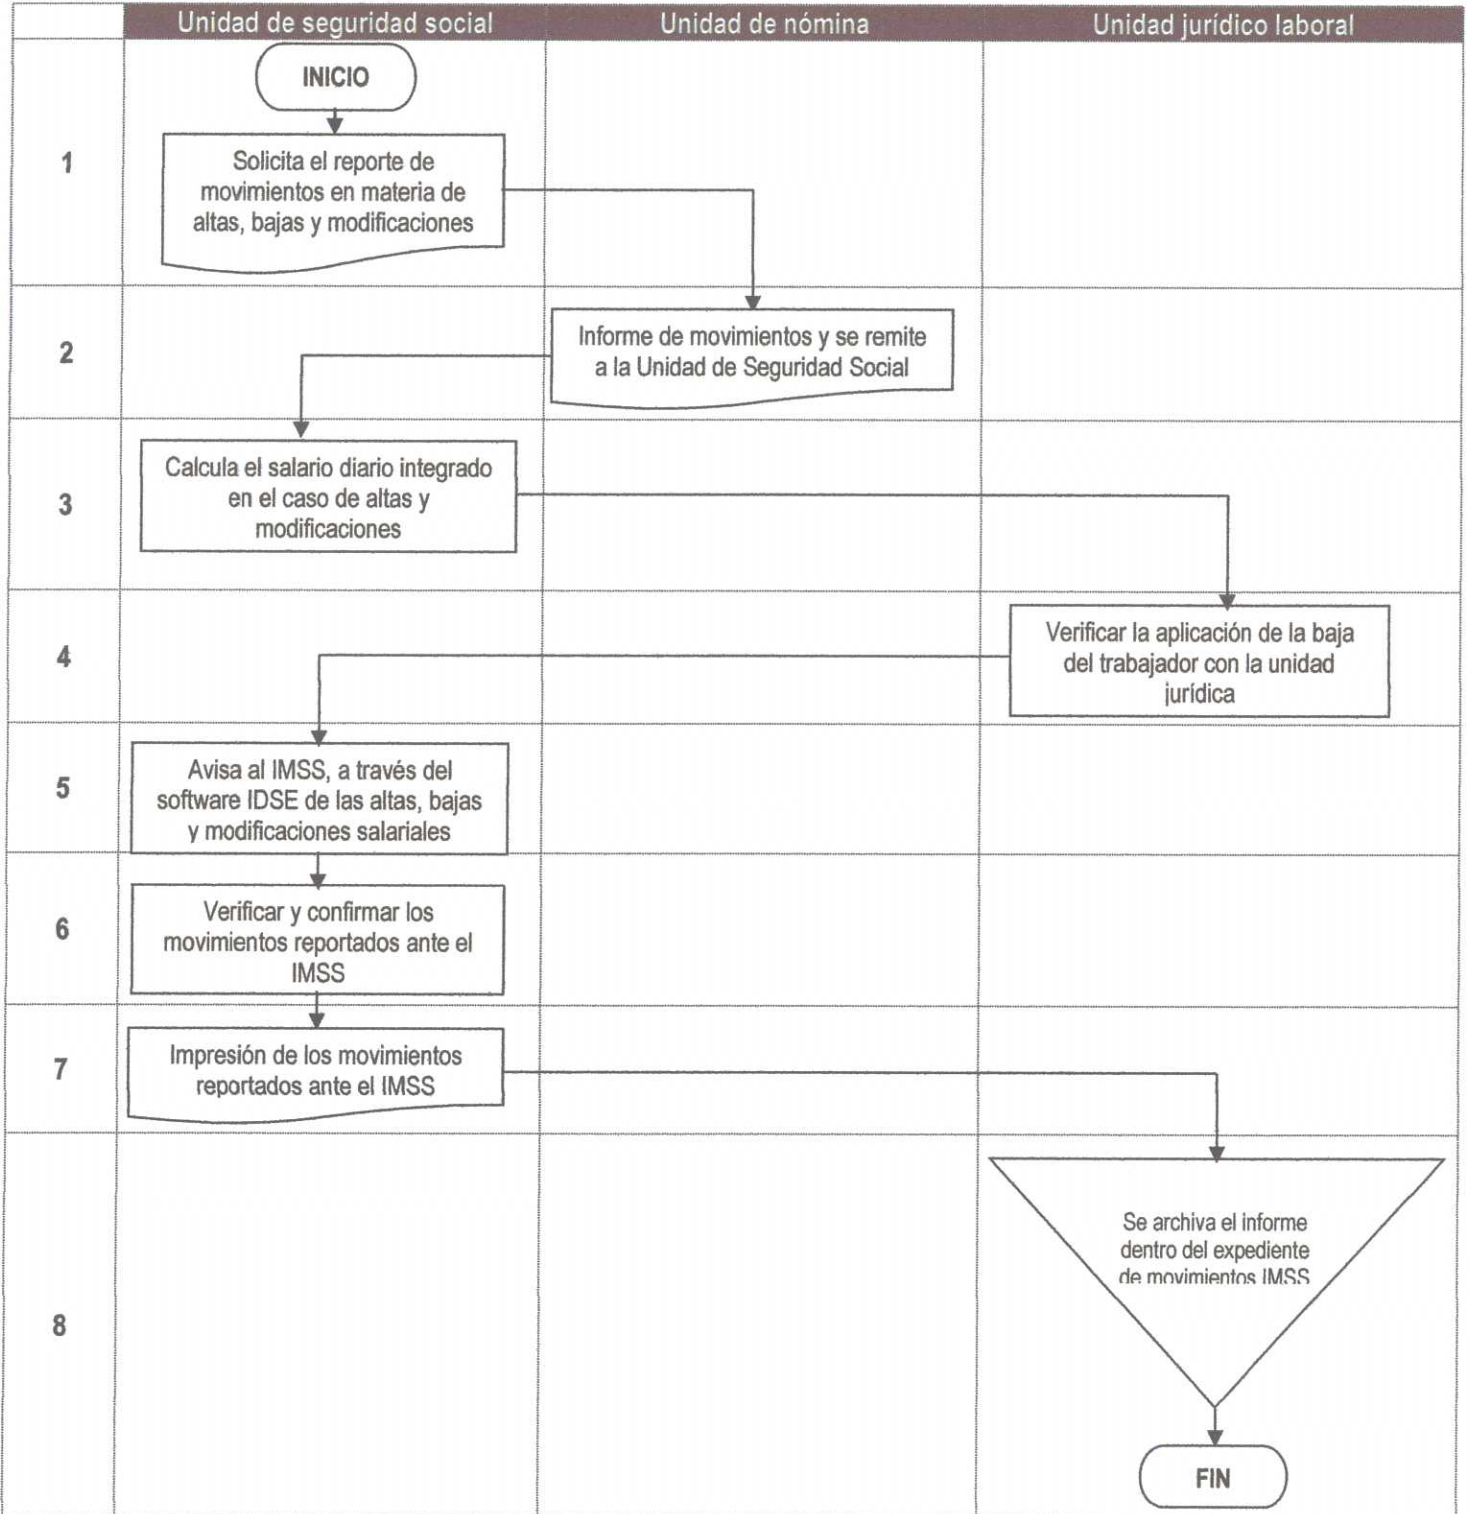 Unidad de seguridad social
Unidad de nómina
Unidad jurídico laboral
INICIO
1
Solicita el reporte de
movimientos en materia de
altas, bajas y modificaciones
2
Informe de movimientos y se remite
a la Unidad de Seguridad Social
3
Calcula el salario diario integrado
en el caso de altas y
modificaciones
4
Verificar la aplicación de la baja
del trabajador con la unidad
jurídica
5
Avisa al IMSS, a través del
software IDSE de las altas, bajas
y modificaciones salariales
6
Verificar y confirmar los
movimientos reportados ante el
IMSS
7
Impresión de los movimientos
reportados ante el IMSS
8
Se archiva el informe
dentro del expediente
de movimientos IMSS
FIN